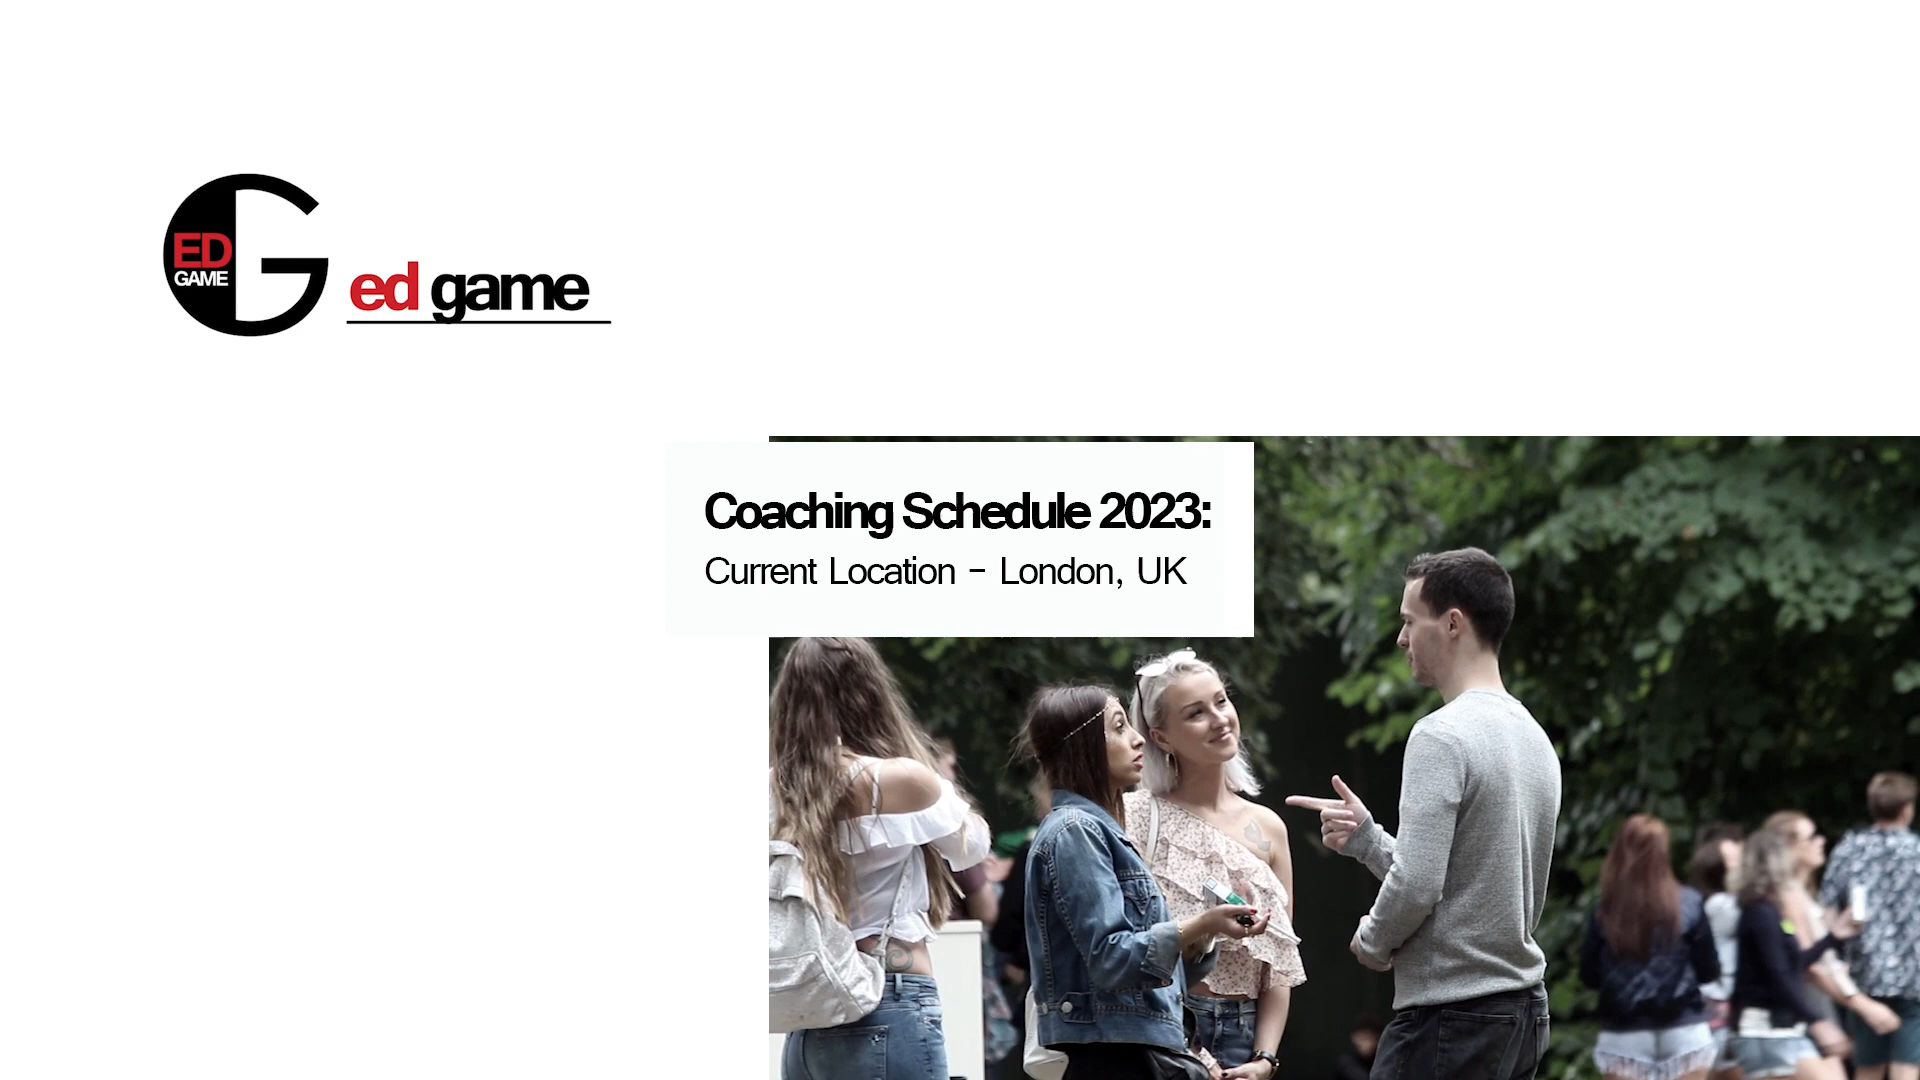 ED
GAME
ed game
Coaching Schedule 2023:
Current Location - London, UK